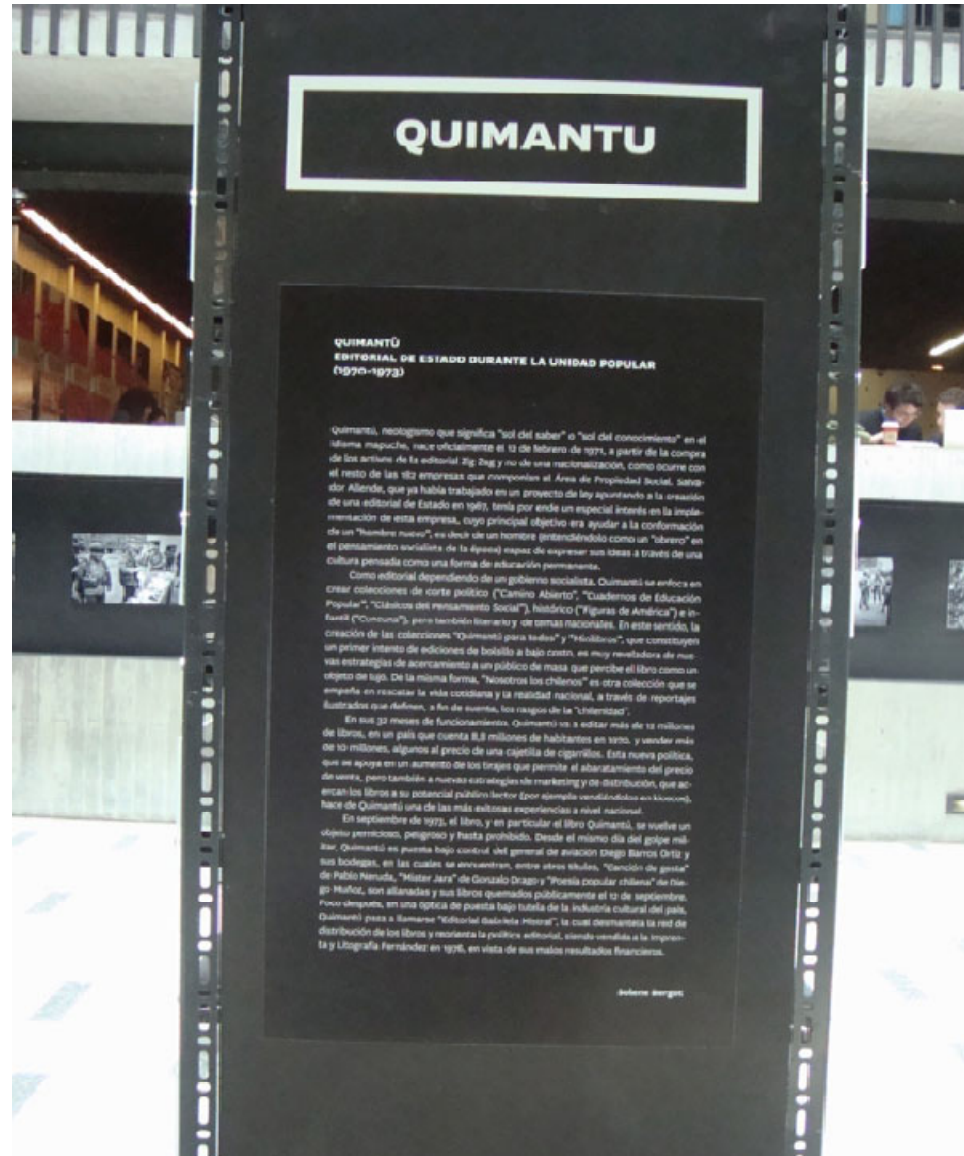 QUIMANTU
QUIMANTÚ
EDITORIAL DE ESTADO DURANTE LA UNIDAD POPULAR
(1970-1973)
Quimantú, neologismo que significa "sol del saber" o "sol del conocimiento" en el
idioma mapuche, nace oficialmente el 12 de febrero de 1971, a partir de la compra
de los activos de la editorial Zig-Zag y no de una nacionalización, como ocurre con
el resto de las 182 empresas que componían el Área de Propiedad Social. Salva-
dor Allende, que ya había trabajado en un proyecto de ley apuntando a la creación
de una editorial de Estado en 1967, tenía por ende un especial interés en la imple-
mentación de esta empresa, cuyo principal objetivo era ayudar a la conformación
de un "hombre nuevo", es decir de un hombre (entendiéndolo como un "obrero" en
el pensamiento socialista de la época) capaz de expresar sus ideas a través de una
cultura pensada como una forma de educación permanente.
Como editorial dependiendo de un gobierno socialista, Quimantú se enfoca en
crear colecciones de corte político ("Camino Abierto", "Cuadernos de Educación
Popular", "Clásicos del Pensamiento Social"), histórico ("Figuras de América") e in-
fantil ("Cuncuna"), pero también literario y de temas nacionales. En este sentido, la
creación de las colecciones "Quimantú para todos" y "Minilibros", que constituyen
un primer intento de ediciones de bolsillo a bajo costo, es muy reveladora de nue-
vas estrategias de acercamiento a un público de masa que percibe el libro como un
objeto de lujo. De la misma forma, "Nosotros los chilenos" es otra colección que se
empeña en rescatar la vida cotidiana y la realidad nacional, a través de reportajes
ilustrados que definen, a fin de cuenta, los rasgos de la "chilenidad".
En sus 32 meses de funcionamiento, Quimantú va a editar más de 12 millones
de libros, en un país que cuenta 8,8 millones de habitantes en 1970, y vender más
de 10 millones, algunos al precio de una cajetilla de cigarrillos. Esta nueva política,
que se apoya en un aumento de los tirajes que permite el abaratamiento del precio
de venta, pero también a nuevas estrategias de marketing y de distribución, que ac-
ercan los libros a su potencial público lector (por ejemplo vendiéndolos en kioscos),
hace de Quimantú una de las más exitosas experiencias a nivel nacional.
En septiembre de 1973, el libro, y en particular el libro Quimantú, se vuelve un
objeto pernicioso, peligroso y hasta prohibido. Desde el mismo día del golpe mil-
itar, Quimantú es puesta bajo control del general de aviación Diego Barros Ortiz y
sus bodegas, en las cuales se encuentran, entre otros títulos, "Canción de gesta"
de Pablo Neruda, "Mister Jara" de Gonzalo Drago y "Poesía popular chilena" de Die-
go Muñoz, son allanadas y sus libros quemados públicamente el 12 de septiembre.
Poco después, en una óptica de puesta bajo tutela de la industria cultural del país,
Quimantú pasa a llamarse "Editorial Gabriela Mistral", la cual desmantela la red de
distribución de los libros y reorienta la política editorial, siendo vendida a la Impren-
ta y Litografía Fernández en 1976, en vista de sus malos resultados financieros.
Solène Bergot